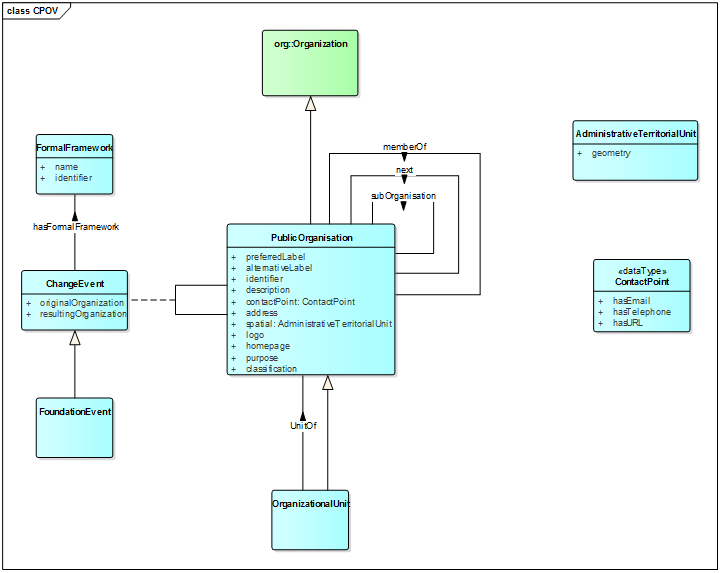 class CPOV
org::Organization
AdministrativeTerritorialUnit
+ geometry
FormalFramework
+ name
+ identifier
memberOf
next
subOrganisation
hasFormalFramework
PublicOrganisation
+ preferredLabel
+ alternativeLabel
+ identifier
+ description
+ contactPoint: ContactPoint
+ address
+ spatial: AdministrativeTerritorialUnit
+ logo
+ homepage
+ purpose
+ classification
«dataType»
ContactPoint
+ hasEmail
+ hasTelephone
+ hasURL
ChangeEvent
+ originalOrganization
+ resultingOrganization
FoundationEvent
UnitOf
OrganizationalUnit